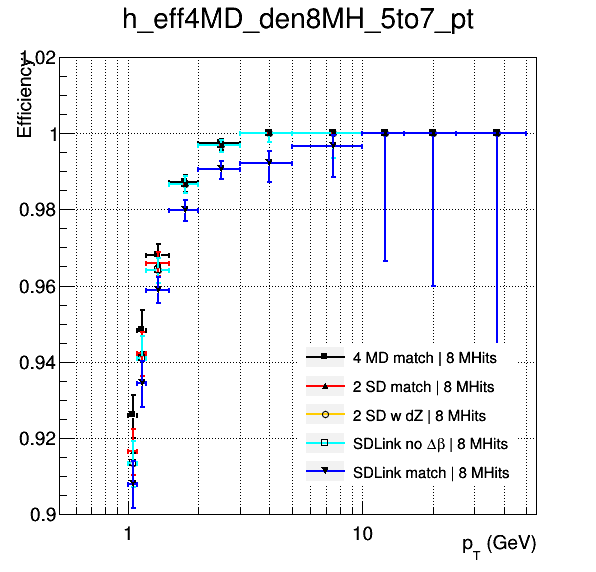 h_eff4MD_den8MH_5to7_pt
Efficiency
1.02
1
0.98
0.96
0.94
0.92
0.9
4 MD match | 8 MHits
2 SD match | 8 MHits
2 SD w dZ | 8 MHits
SDLink no Δβ | 8 MHits
SDLink match | 8 MHits
1
10
p_T (GeV)